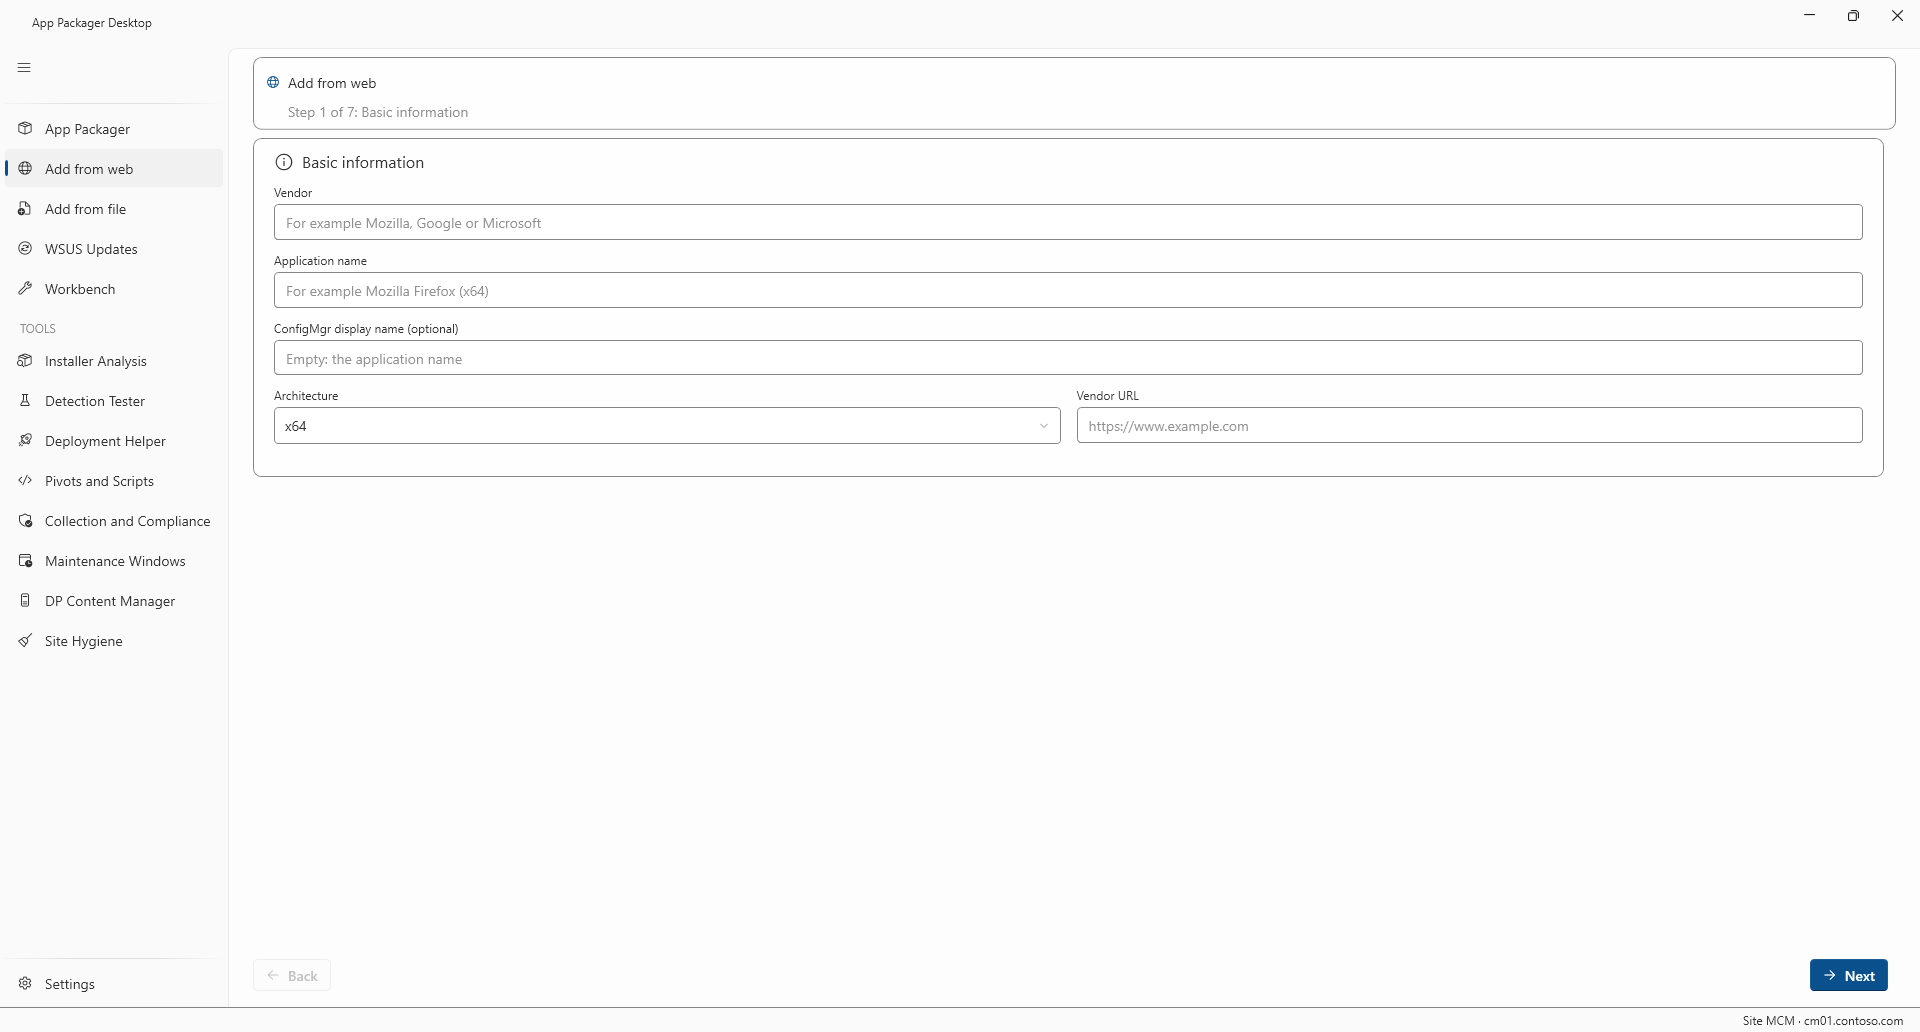 App Packager Desktop
App Packager
Add from web
Add from file
WSUS Updates
Workbench
TOOLS
Installer Analysis
Detection Tester
Deployment Helper
Pivots and Scripts
Collection and Compliance
Maintenance Windows
DP Content Manager
Site Hygiene
Settings
Add from web
Step 1 of 7: Basic information
Basic information
Vendor
For example Mozilla, Google or Microsoft
Application name
For example Mozilla Firefox (x64)
ConfigMgr display name (optional)
Empty: the application name
Architecture
x64
Vendor URL
https://www.example.com
Back
Next
Site MCM · cm01.contoso.com